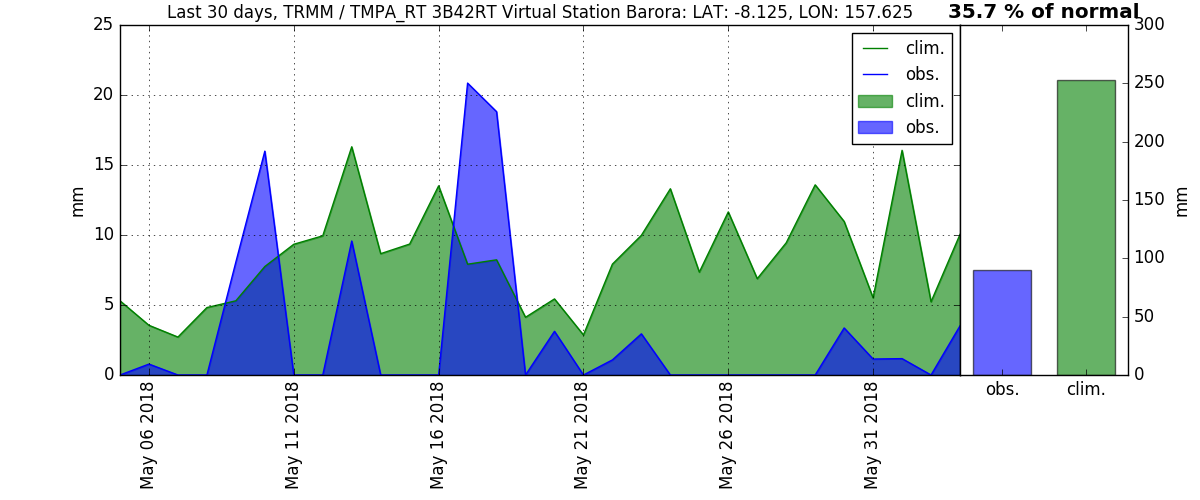 Last 30 days, TRMM / TMPA_RT 3B42RT Virtual Station Barora: LAT: -8.125, LON: 157.625
35.7 % of normal
25
20
15
10
5
0
mm
clim.
obs.
clim.
obs.
May 06 2018
May 11 2018
May 16 2018
May 21 2018
May 26 2018
May 31 2018
300
250
200
150
100
50
0
mm
obs.
clim.